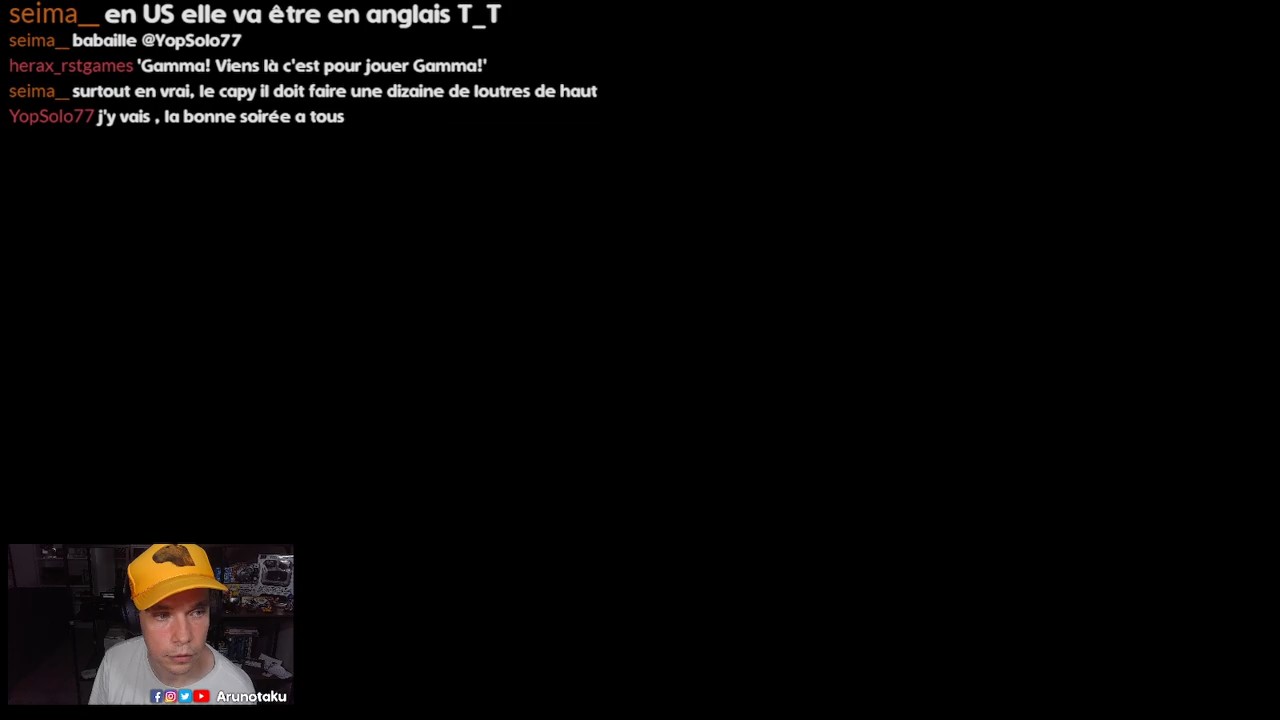 seima__ en US elle va être en anglais T_T
seima__ babaille @YopSolo77
herax_rstgames 'Gamma! Viens là c'est pour jouer Gamma!'
seima__ surtout en vrai, le capy il doit faire une dizaine de loutres de haut
YopSolo77 j'y vais , la bonne soirée a tous
Arunotaku